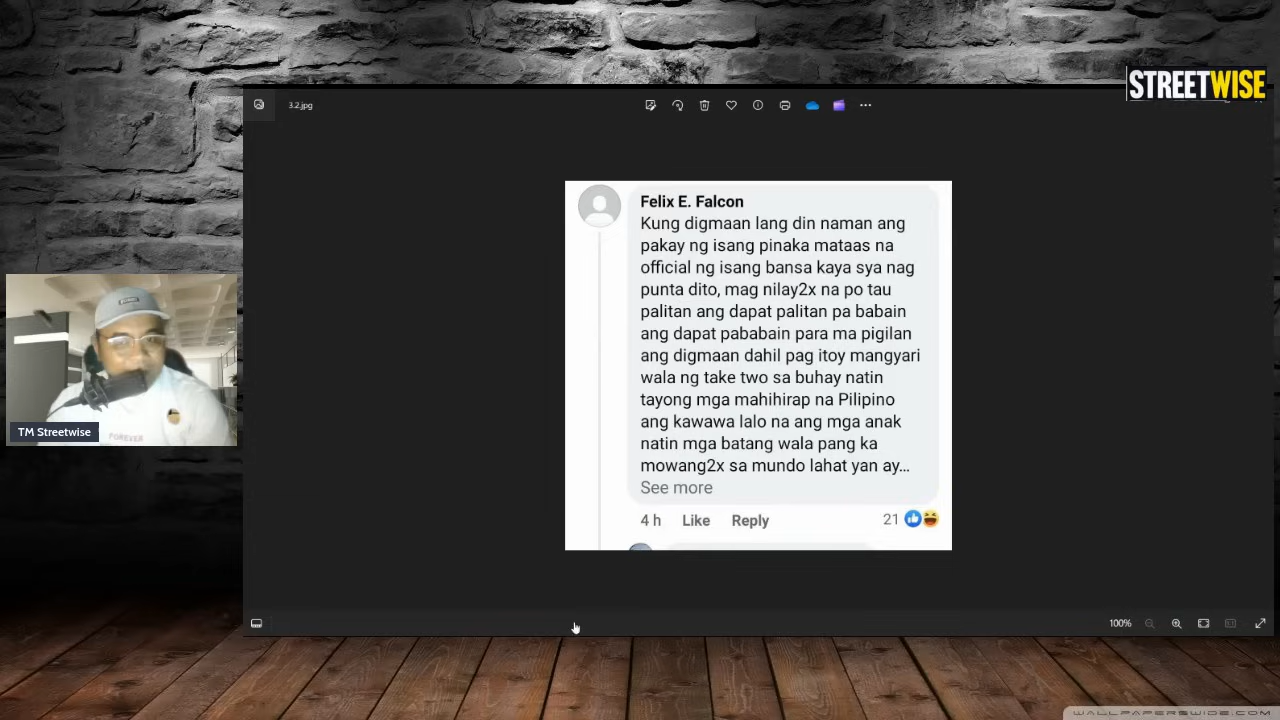 STREETWISE
3.2.jpg
Felix E. Falcon
Kung digmaan lang din naman ang
pakay ng isang pinaka mataas na
official ng isang bansa kaya sya nag
punta dito, mag nilay2x na po tau
palitan ang dapat palitan pa babain
ang dapat pababain para ma pigilan
ang digmaan dahil pag itoy mangyari
wala ng take two sa buhay natin
tayong mga mahihirap na Pilipino
ang kawawa lalo na ang mga anak
natin mga batang wala pang ka
mowang2x sa mundo lahat yan ay...
See more
4 h Like Reply 21
FOREVER
TM Streetwise
100%
WALLPAPERSWIDE.COM